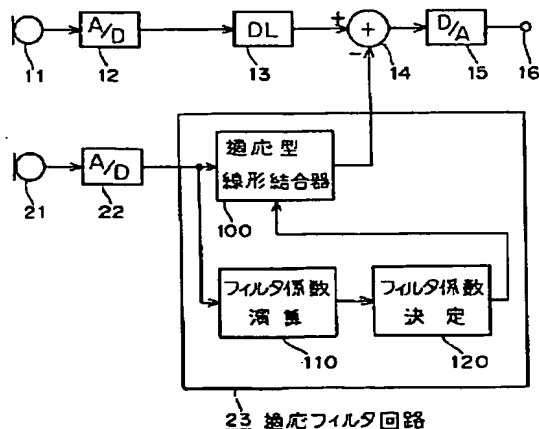 A/D
DL
+
+
-
D/A
11
12
13
14
15
16
A/D
適応型
線形結合器
21
22
100
フィルタ係数
演算
フィルタ係数
決定
110
120
23 適応フィルタ回路